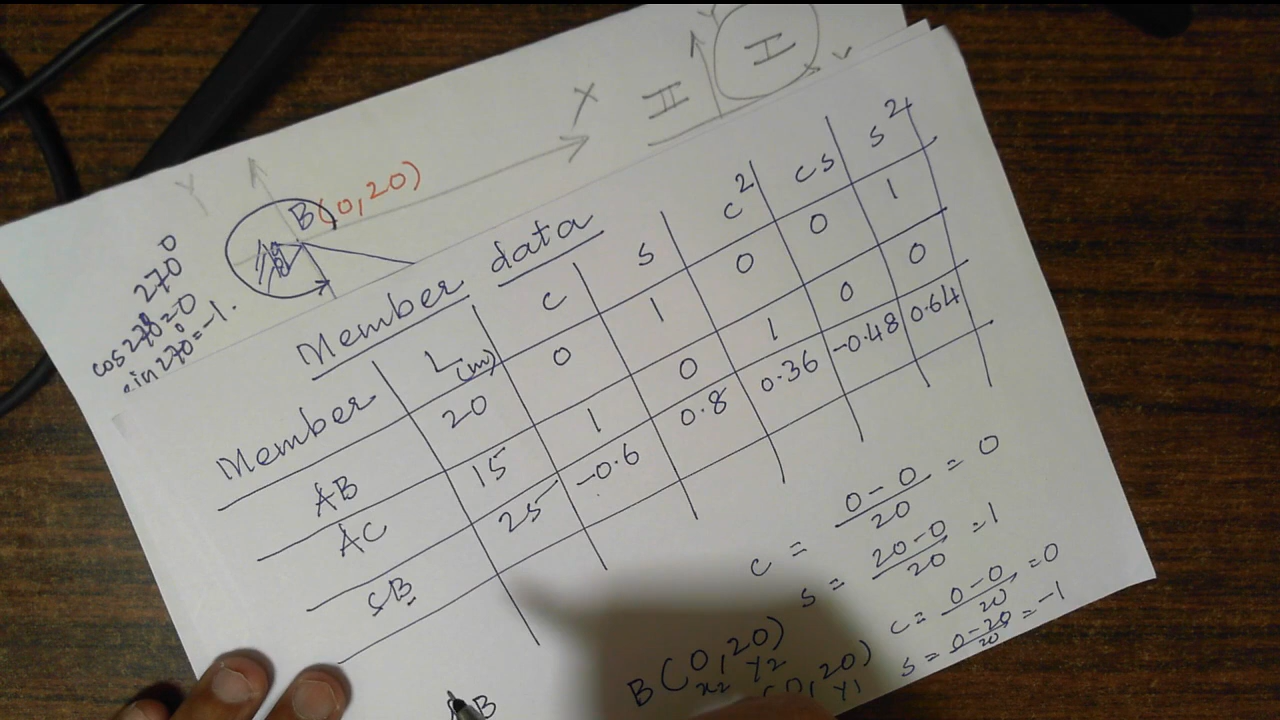 Y
X
II
Y
I
X
B(0,20)
270°
cos270°=0
sin270°=-1.
Member data
Member L(m) C S C² CS S²
AB 20 0 1 0 0 1
AC 15 1 0 1 0 0
CB 25 -0.6 0.8 0.36 -0.48 0.64
C = 0-0/20 = 0
S = 20-0/20 = 1
C = 0-0/20 = 0
S = 0-20/20 = -1
B(0,20)
x2 y2
(0,20)
y1
B